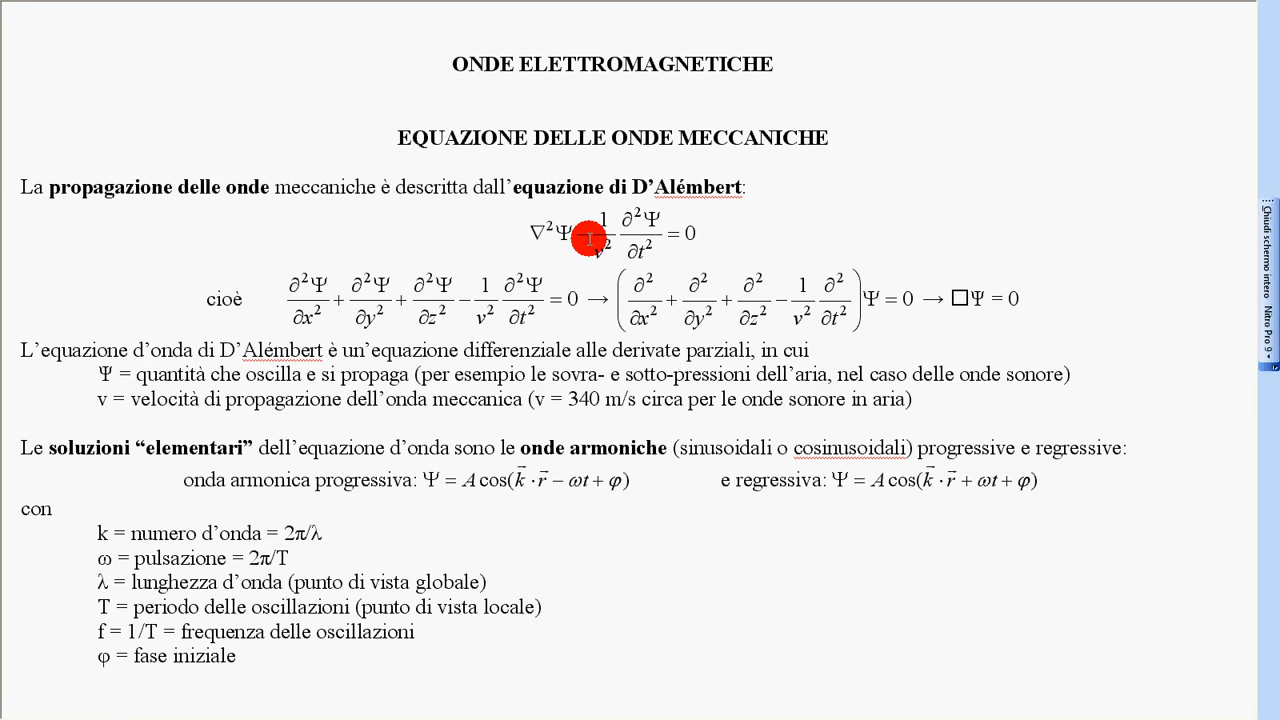 ONDE ELETTROMAGNETICHE
EQUAZIONE DELLE ONDE MECCANICHE
La propagazione delle onde meccaniche è descritta dall’equazione di D’Alémbert:
∇²Ψ − 1/v² ∂²Ψ/∂t² = 0
cioè ∂²Ψ/∂x² + ∂²Ψ/∂y² + ∂²Ψ/∂z² − 1/v² ∂²Ψ/∂t² = 0 → (∂²/∂x² + ∂²/∂y² + ∂²/∂z² − 1/v² ∂²/∂t²)Ψ = 0 → □Ψ = 0
L’equazione d’onda di D’Alémbert è un’equazione differenziale alle derivate parziali, in cui
Ψ = quantità che oscilla e si propaga (per esempio le sovra- e sotto-pressioni dell’aria, nel caso delle onde sonore)
v = velocità di propagazione dell’onda meccanica (v = 340 m/s circa per le onde sonore in aria)
Le soluzioni “elementari” dell’equazione d’onda sono le onde armoniche (sinusoidali o cosinusoidali) progressive e regressive:
onda armonica progressiva: Ψ = A cos(k⃗ · r⃗ − ωt + φ) e regressiva: Ψ = A cos(k⃗ · r⃗ + ωt + φ)
con
k = numero d’onda = 2π/λ
ω = pulsazione = 2π/T
λ = lunghezza d’onda (punto di vista globale)
T = periodo delle oscillazioni (punto di vista locale)
f = 1/T = frequenza delle oscillazioni
φ = fase iniziale
Chiudi schermo intero Nitro Pro 9